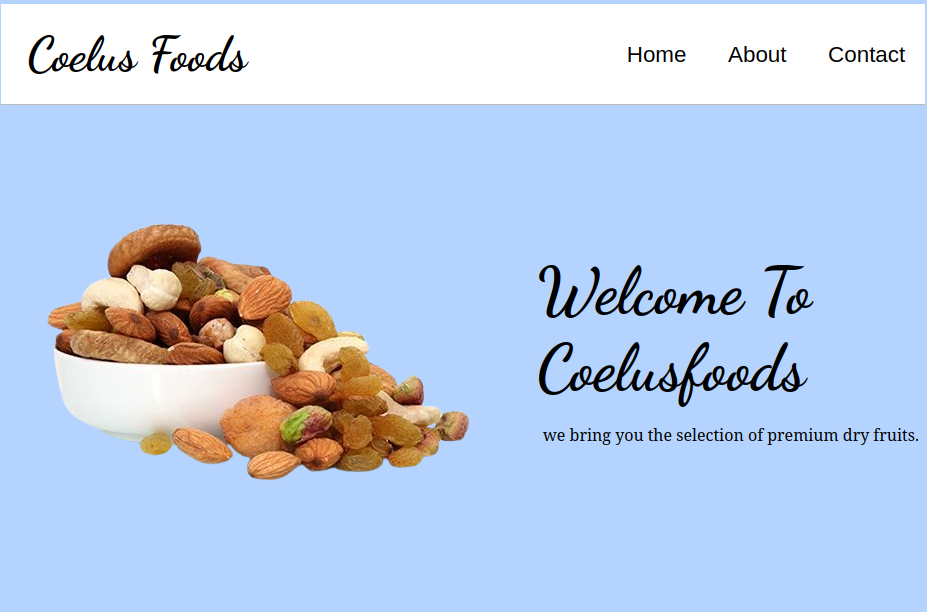 Coelus Foods
Home About Contact
Welcome To
Coelusfoods
we bring you the selection of premium dry fruits.